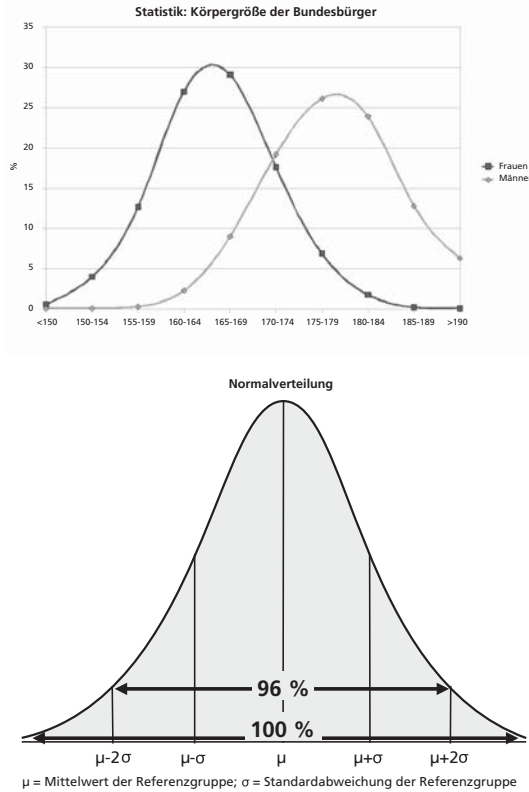 Statistik: Körpergröße der Bundesbürger
35
30
25
20
15
10
5
0
%
<150 150-154 155-159 160-164 165-169 170-174 175-179 180-184 185-189 >190
Frauen
Männe
Normalverteilung
96 %
100 %
μ-2σ μ-σ μ μ+σ μ+2σ
μ = Mittelwert der Referenzgruppe; σ = Standardabweichung der Referenzgruppe